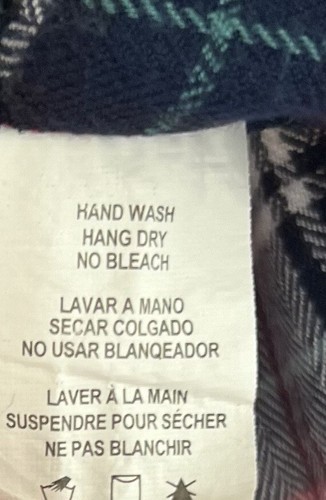 HAND WASH
HANG DRY
NO BLEACH
LAVAR A MANO
SECAR COLGADO
NO USAR BLANQEADOR
LAVER À LA MAIN
SUSPENDRE POUR SÉCHER
NE PAS BLANCHIR